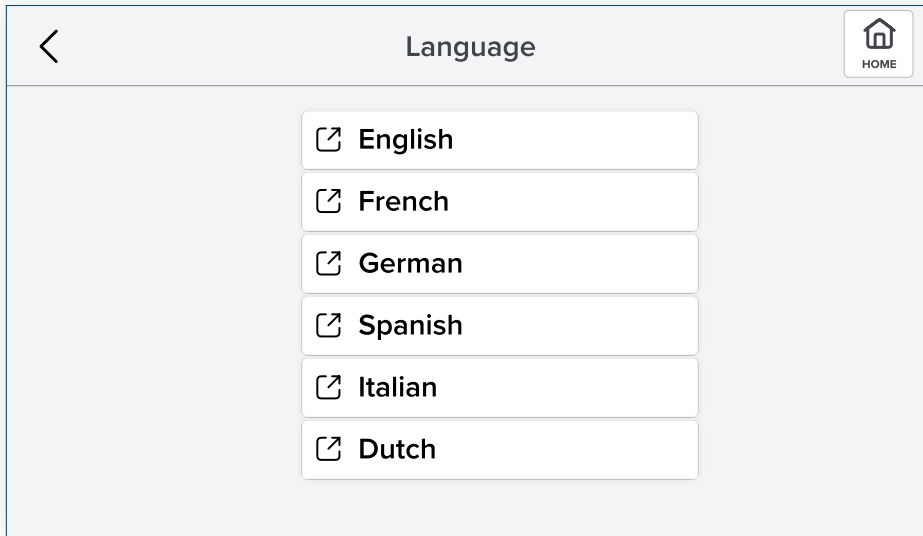 Language
HOME
English
French
German
Spanish
Italian
Dutch